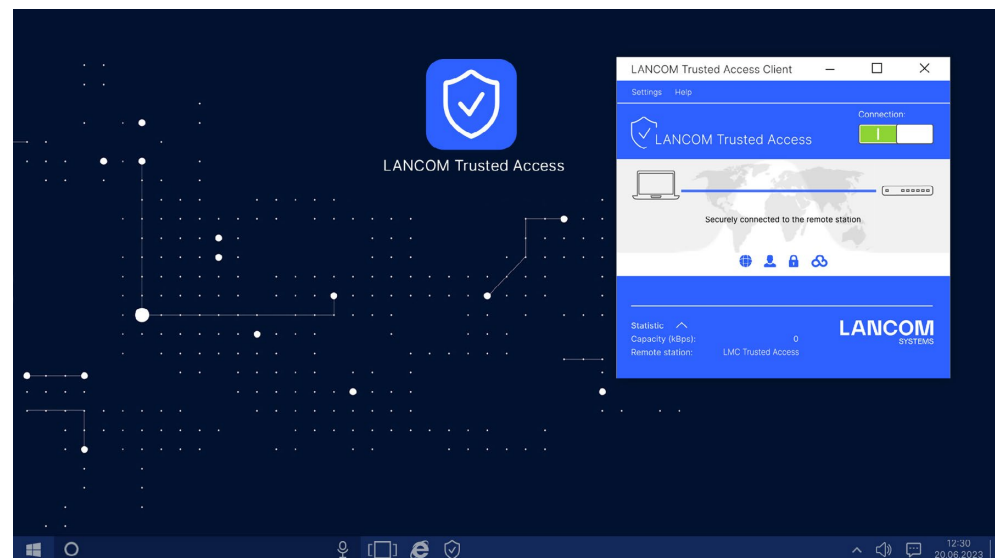 LANCOM Trusted Access
LANCOM Trusted Access Client
Settings Help
Connection:
LANCOM Trusted Access
Securely connected to the remote station
Statistic
Capacity (kBps): 0
Remote station: LMC Trusted Access
LANCOM
SYSTEMS
12:30
20.06.2023